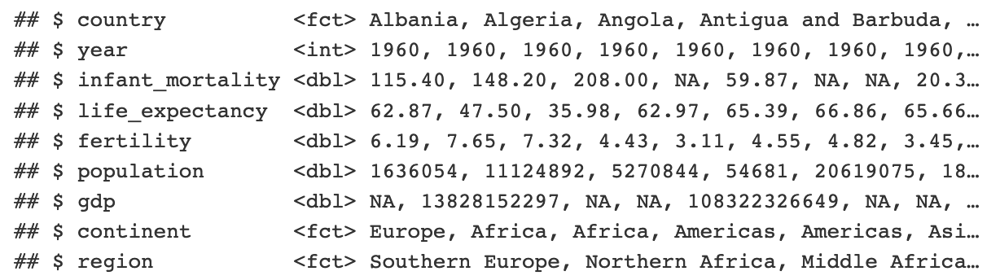 ## $ country          <fct> Albania, Algeria, Angola, Antigua and Barbuda, …
## $ year             <int> 1960, 1960, 1960, 1960, 1960, 1960, 1960, 1960,…
## $ infant_mortality <dbl> 115.40, 148.20, 208.00, NA, 59.87, NA, NA, 20.3…
## $ life_expectancy  <dbl> 62.87, 47.50, 35.98, 62.97, 65.39, 66.86, 65.66…
## $ fertility        <dbl> 6.19, 7.65, 7.32, 4.43, 3.11, 4.55, 4.82, 3.45,…
## $ population       <dbl> 1636054, 11124892, 5270844, 54681, 20619075, 18…
## $ gdp              <dbl> NA, 13828152297, NA, NA, 108322326649, NA, NA, …
## $ continent        <fct> Europe, Africa, Africa, Americas, Americas, Asi…
## $ region           <fct> Southern Europe, Northern Africa, Middle Africa…